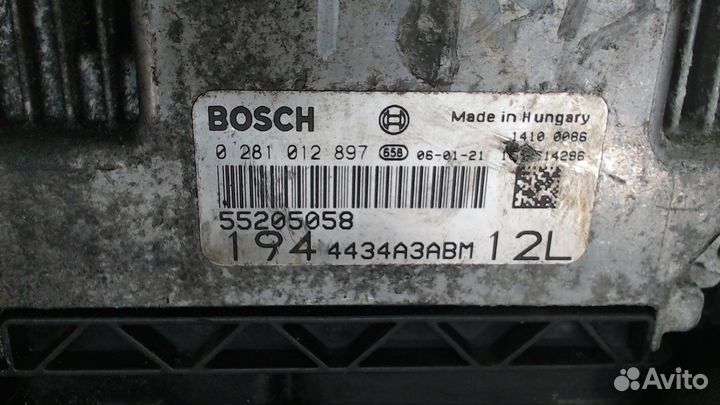 BOSCH
Made in Hungary
1410 0086
0 281 012 897 658 06-01-21
55205058
194 4434A3ABM 12L
Avito